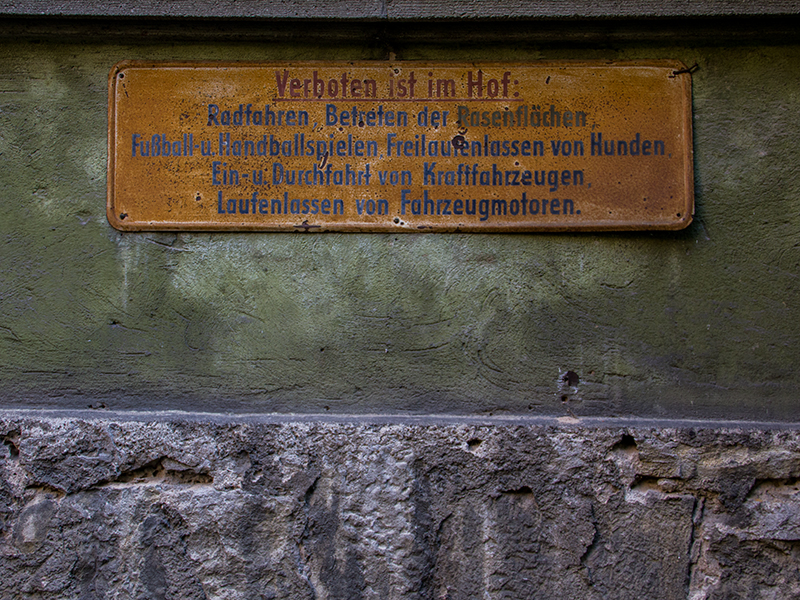 Verboten ist im Hof:
Radfahren, Betreten der Rasenflächen,
Fußball- u. Handballspielen Freilaufenlassen von Hunden,
Ein- u. Durchfahrt von Kraftfahrzeugen,
Laufenlassen von Fahrzeugmotoren.